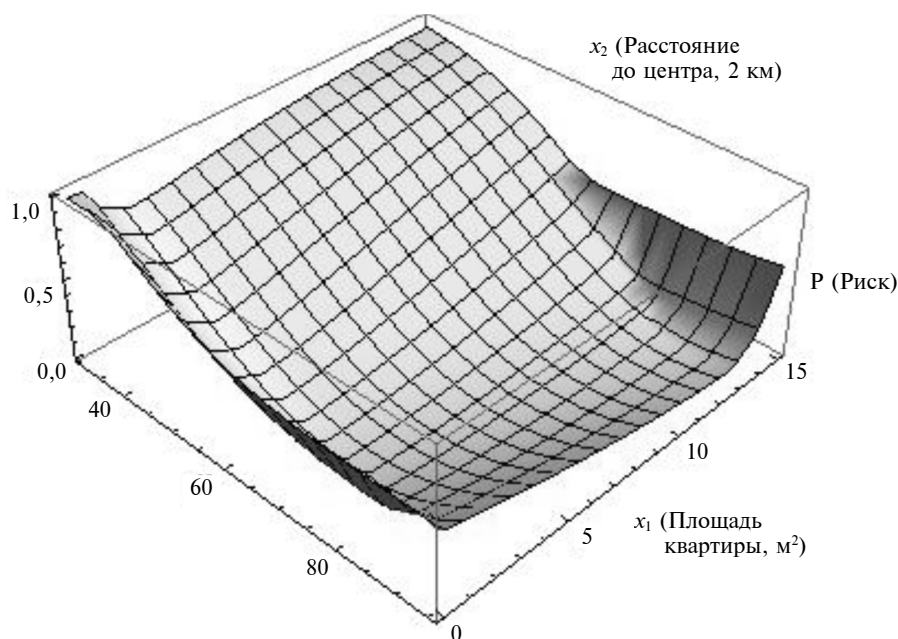 x₂ (Расстояние
до центра, 2 км)
1,0
0,5
0,0
P (Риск)
40
60
80
15
10
5
0
x₁ (Площадь
квартиры, м²)